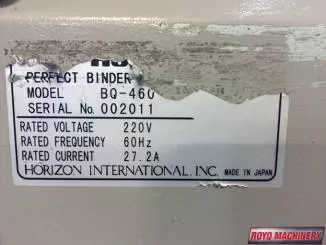 PERFECT BINDER
MODEL BQ-460
SERIAL No. 002011
RATED VOLTAGE 220V
RATED FREQUENCY 60Hz
RATED CURRENT 27.2A
HORIZON INTERNATIONAL, INC. MADE IN JAPAN
ROYO MACHINERY